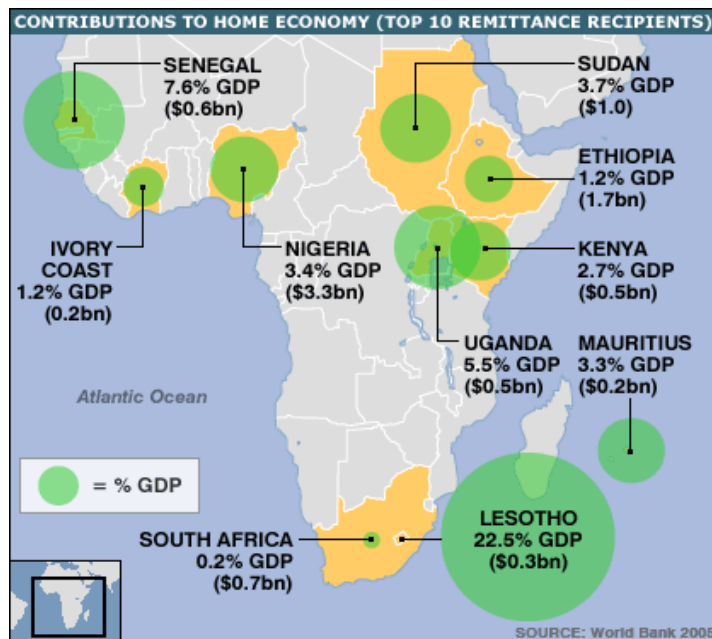 CONTRIBUTIONS TO HOME ECONOMY (TOP 10 REMITTANCE RECIPIENTS)
SENEGAL
7.6% GDP
($0.6bn)
SUDAN
3.7% GDP
($1.0)
ETHIOPIA
1.2% GDP
(1.7bn)
IVORY
COAST
1.2% GDP
(0.2bn)
NIGERIA
3.4% GDP
($3.3bn)
KENYA
2.7% GDP
($0.5bn)
UGANDA
5.5% GDP
($0.5bn)
MAURITIUS
3.3% GDP
($0.2bn)
Atlantic Ocean
= % GDP
SOUTH AFRICA
0.2% GDP
($0.7bn)
LESOTHO
22.5% GDP
($0.3bn)
SOURCE: World Bank